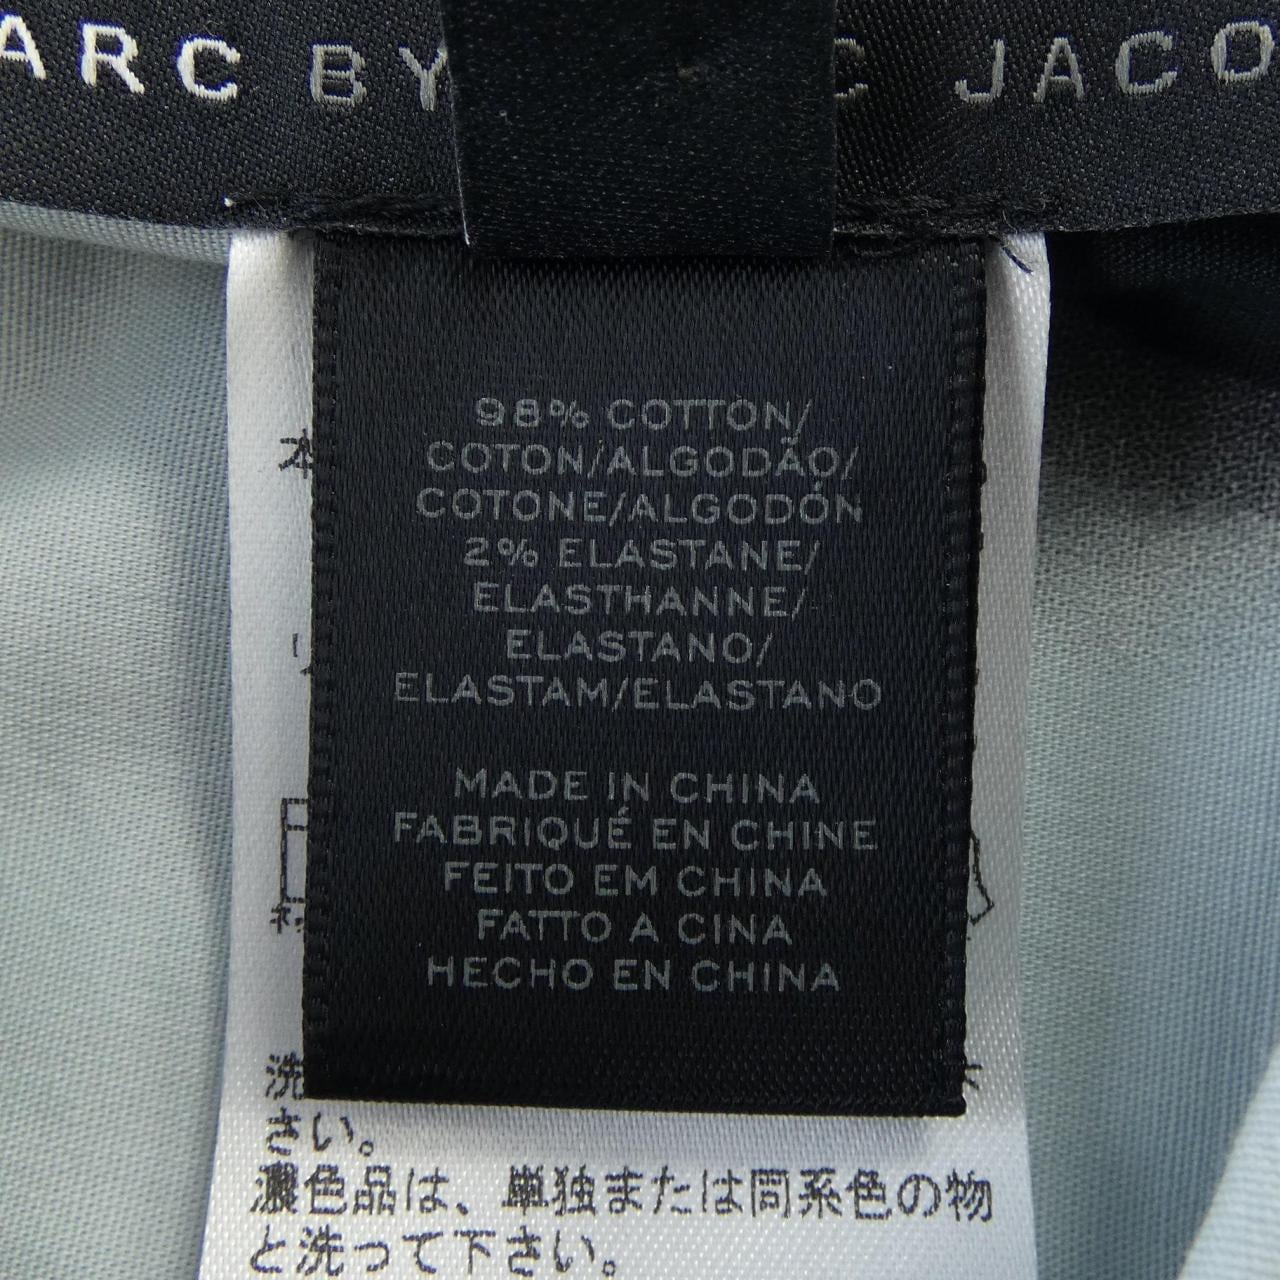 ARC BY C JACO
98% COTTON/
COTON/ALGODÃO/
COTONE/ALGODÓN
2% ELASTANE/
ELASTHANNE/
ELASTANO/
ELASTAM/ELASTANO
MADE IN CHINA
FABRIQUÉ EN CHINE
FEITO EM CHINA
FATTO A CINA
HECHO EN CHINA
本
洗
さい。
濃色品は、単独または同系色の物
と洗って下さい。